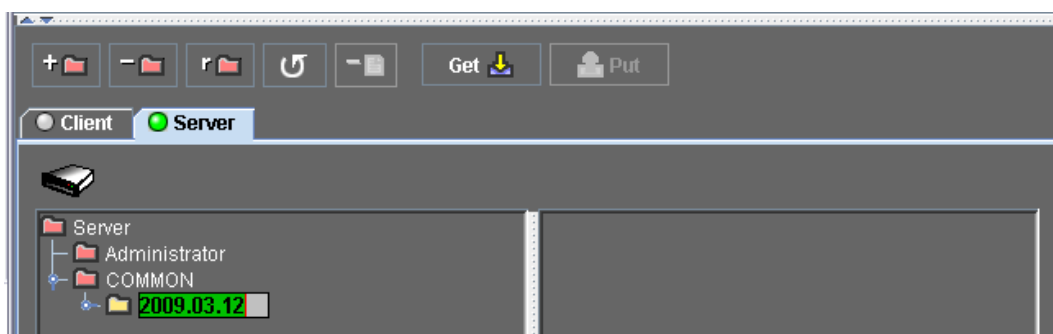 + - r - Get Put
Client Server
Server
Administrator
COMMON
2009.03.12